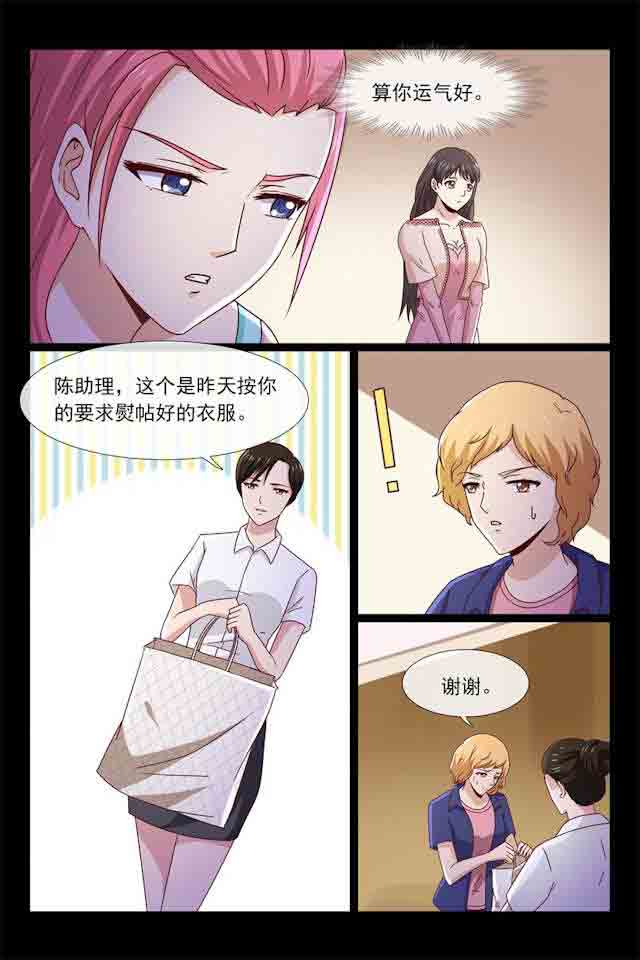 算你运气好。
陈助理，这个是昨天按你
的要求熨帖好的衣服。
!
谢谢。